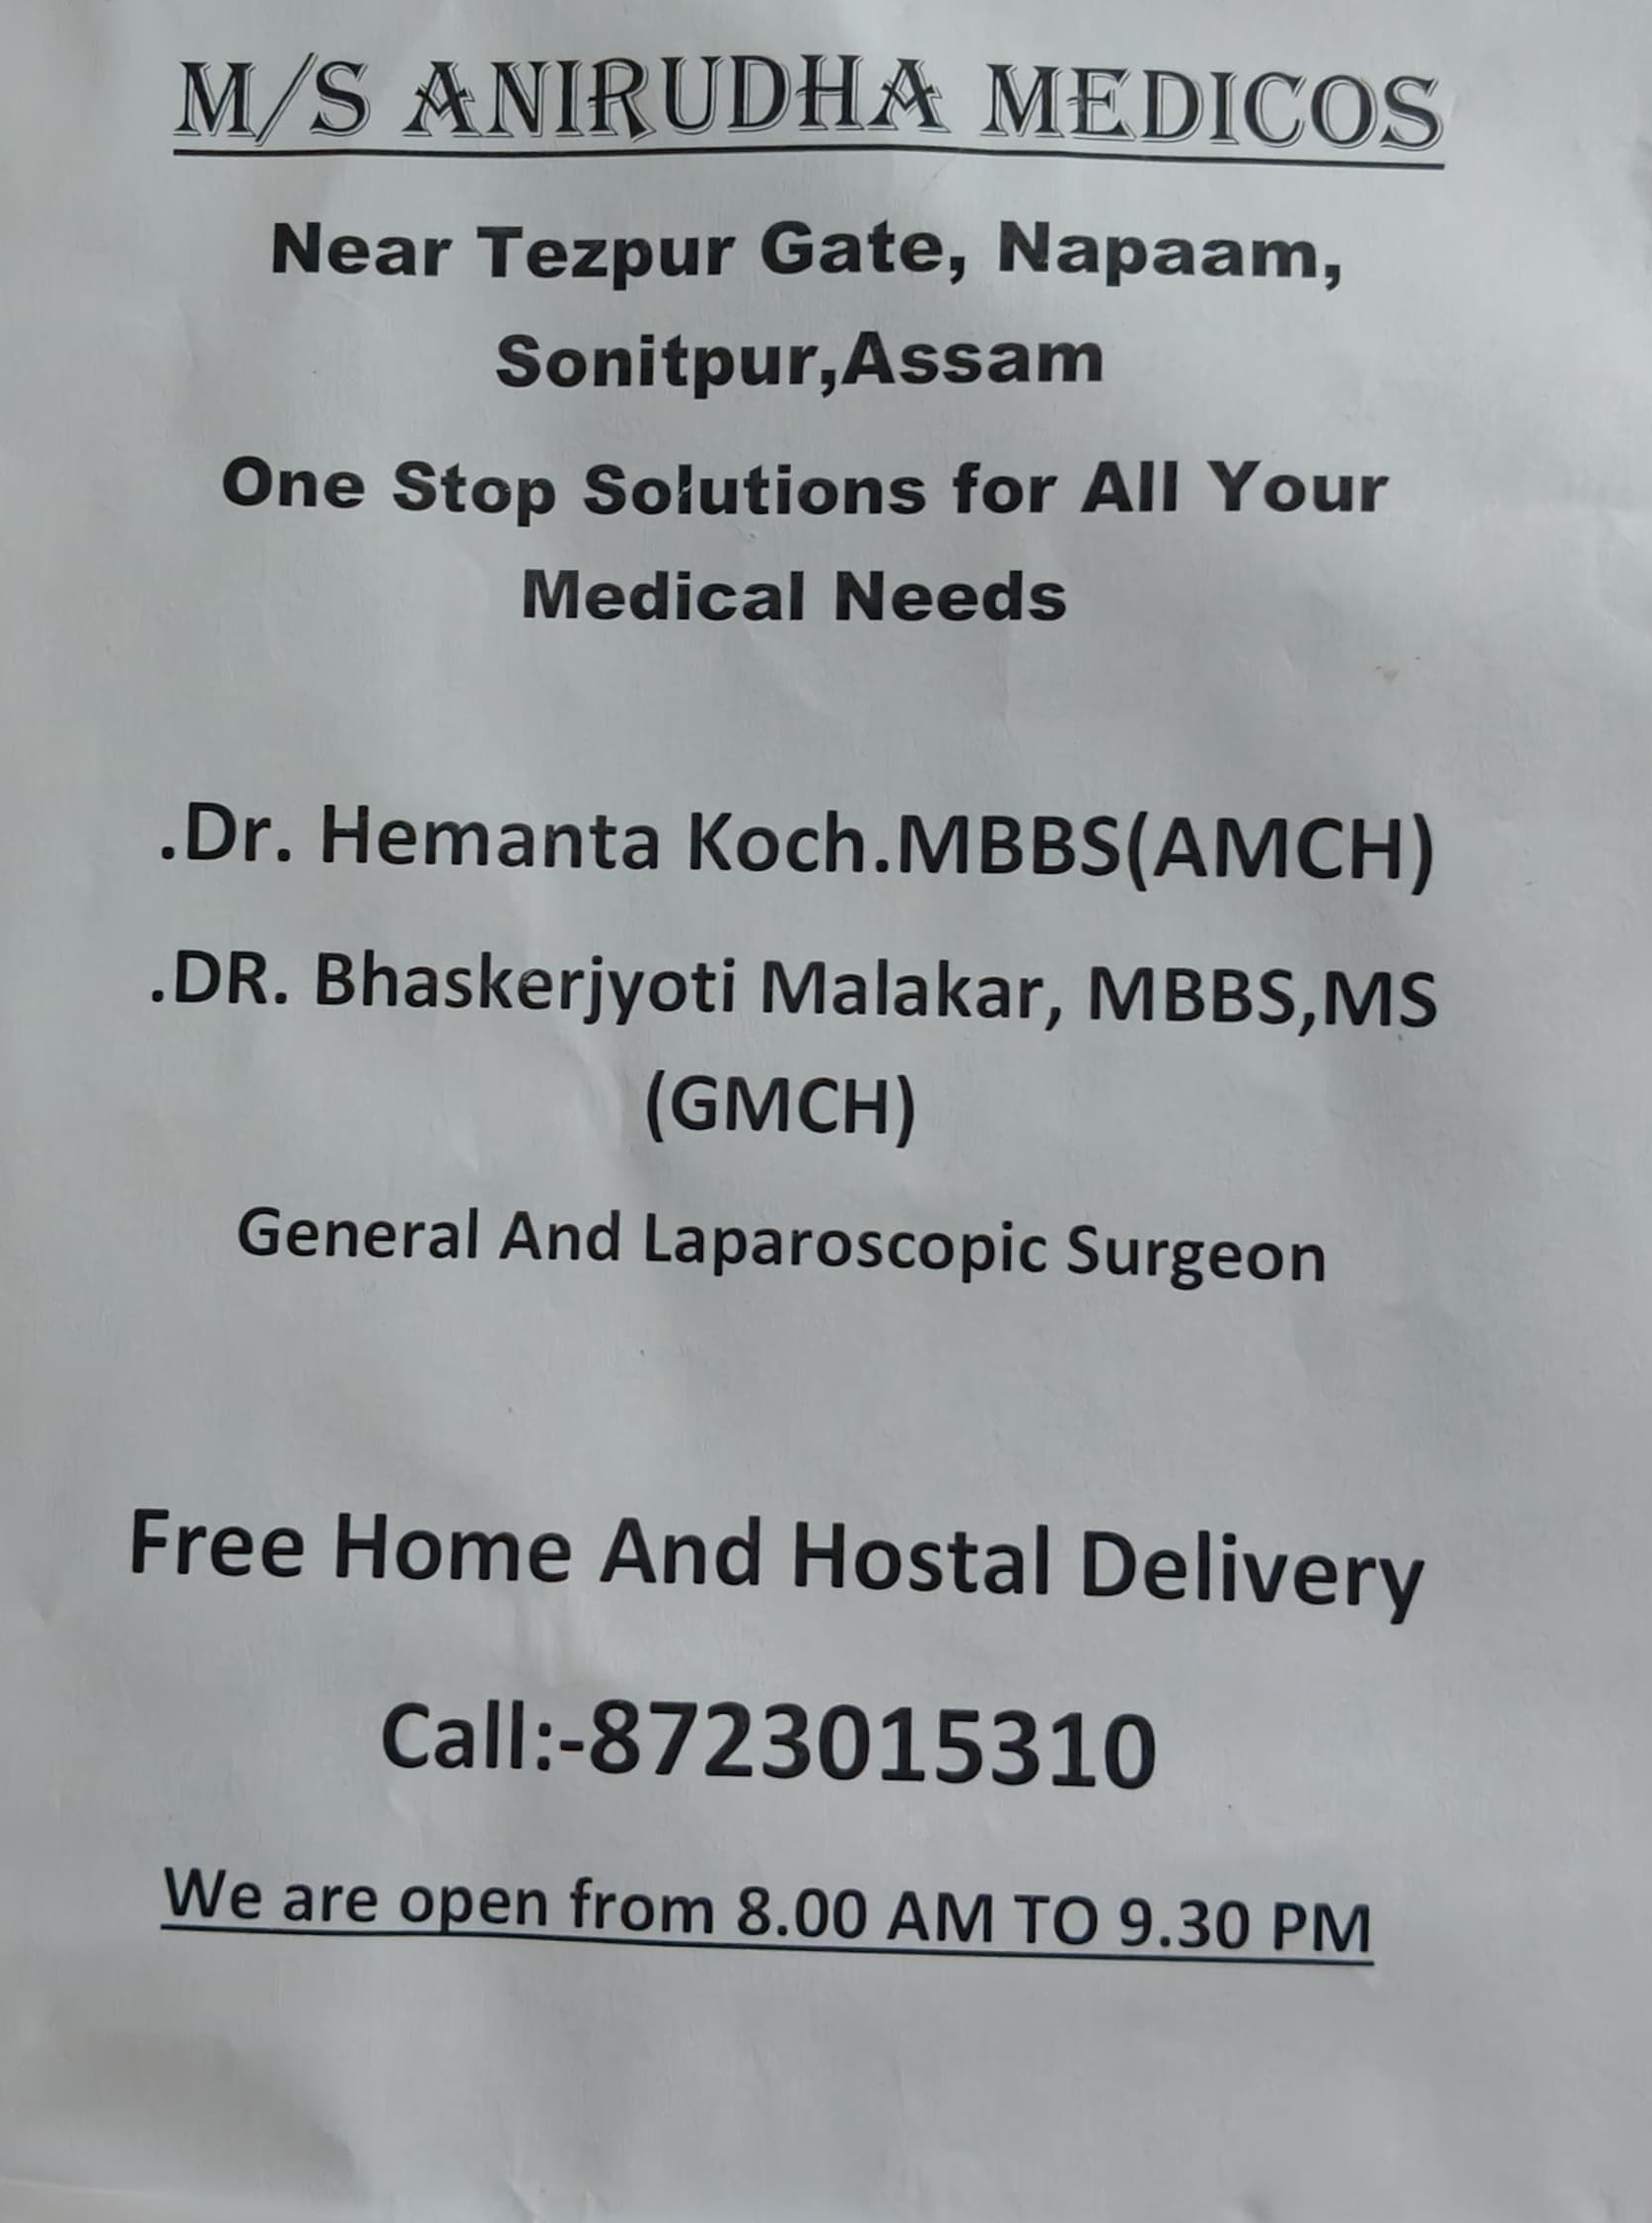 M/S ANIRUDHA MEDICOS
Near Tezpur Gate, Napaam,
Sonitpur,Assam
One Stop Solutions for All Your
Medical Needs
.Dr. Hemanta Koch.MBBS(AMCH)
.DR. Bhaskerjyoti Malakar, MBBS,MS
(GMCH)
General And Laparoscopic Surgeon
Free Home And Hostal Delivery
Call:-8723015310
We are open from 8.00 AM TO 9.30 PM